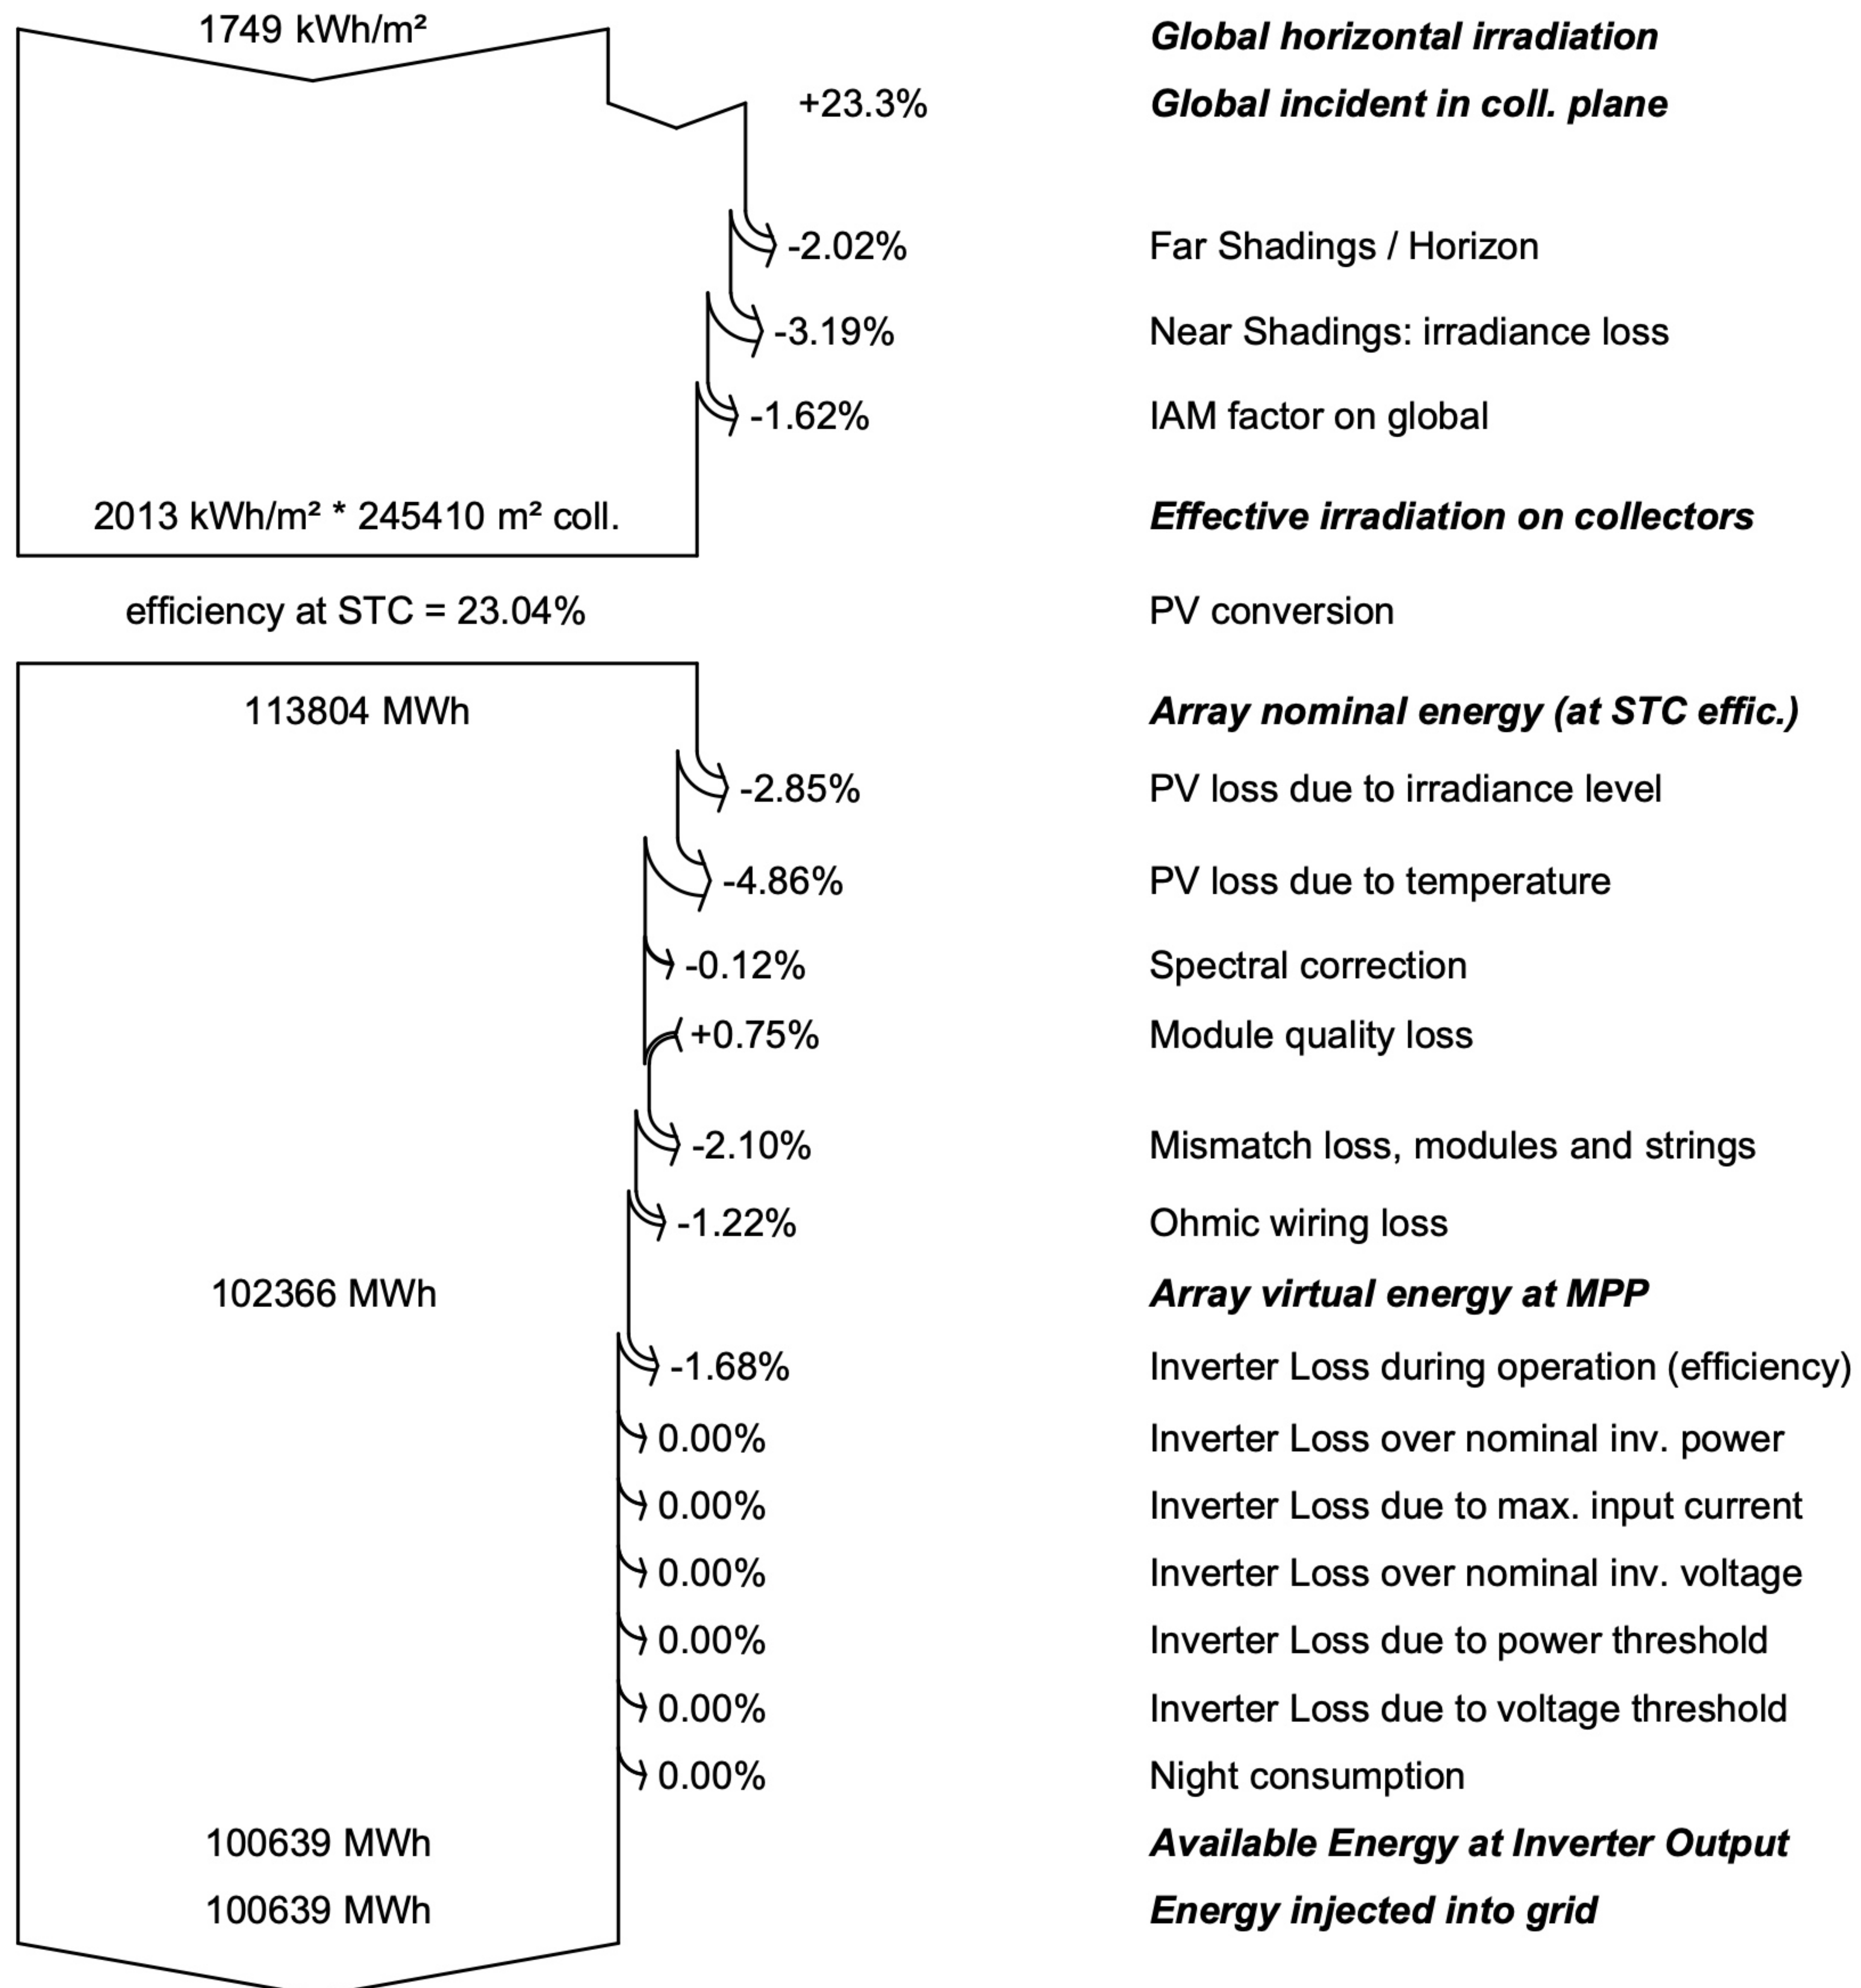 1749 kWh/m² Global horizontal irradiation
+23.3% Global incident in coll. plane
-2.02% Far Shadings / Horizon
-3.19% Near Shadings: irradiance loss
-1.62% IAM factor on global
2013 kWh/m² * 245410 m² coll. Effective irradiation on collectors
efficiency at STC = 23.04% PV conversion
113804 MWh Array nominal energy (at STC effic.)
-2.85% PV loss due to irradiance level
-4.86% PV loss due to temperature
-0.12% Spectral correction
+0.75% Module quality loss
-2.10% Mismatch loss, modules and strings
-1.22% Ohmic wiring loss
102366 MWh Array virtual energy at MPP
-1.68% Inverter Loss during operation (efficiency)
0.00% Inverter Loss over nominal inv. power
0.00% Inverter Loss due to max. input current
0.00% Inverter Loss over nominal inv. voltage
0.00% Inverter Loss due to power threshold
0.00% Inverter Loss due to voltage threshold
0.00% Night consumption
100639 MWh Available Energy at Inverter Output
100639 MWh Energy injected into grid